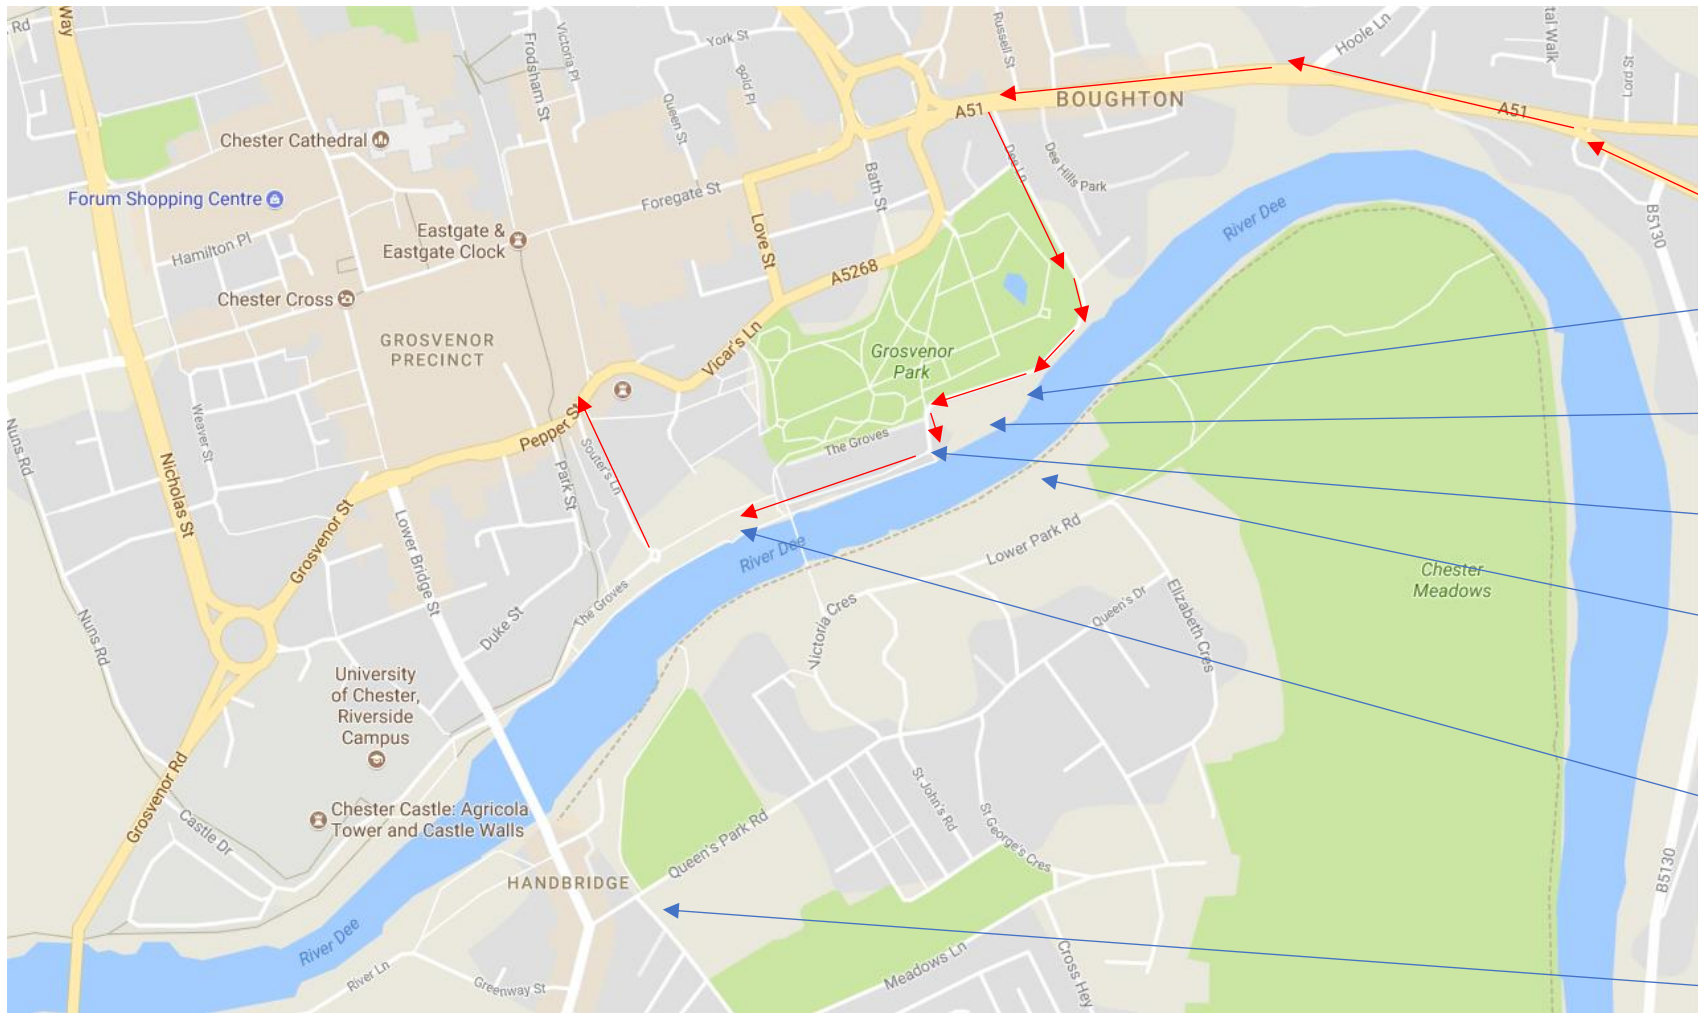 Rd
Way
Victoria Pl
Frodsham St
York St
Bold Pl
Queen St
Russell St
Hoole Ln
tal Walk
Lord St
A51
BOUGHTON
A51
Chester Cathedral
Forum Shopping Centre
Foregate St
Bath St
Dee Ln
Dee Hills Park
B5130
River Dee
Hamilton Pl
Eastgate &
Eastgate Clock
Love St
A5268
Chester Cross
GROSVENOR
PRECINCT
Vicar's Ln
Grosvenor
Park
Weaver St
Nuns Rd
Pepper St
Souter's Ln
The Groves
Nicholas St
Park St
Grosvenor St
Lower Bridge St
River Dee
Lower Park Rd
Chester
Meadows
The Groves
Duke St
Nuns Rd
Victoria Cres
Queen's Dr
Elizabeth Cres
University
of Chester,
Riverside
Campus
Grosvenor Rd
Castle Dr
Chester Castle: Agricola
Tower and Castle Walls
St John's Rd
St George's Cres
Queen's Park Rd
HANDBRIDGE
B5130
River Dee
River Ln
Greenway St
Meadows Ln
Cross Hey